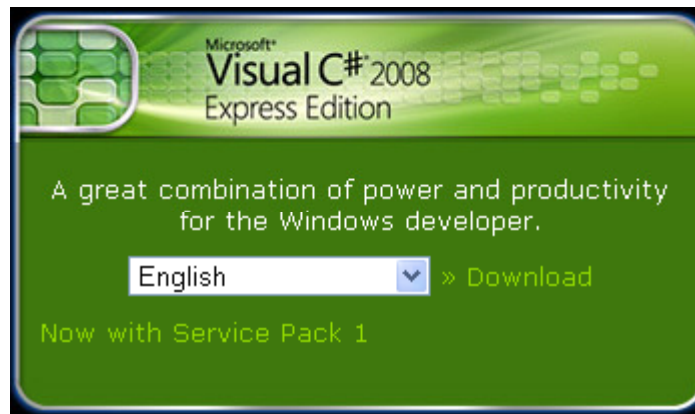 Microsoft®
Visual C#® 2008
Express Edition
A great combination of power and productivity
for the Windows developer.
English
» Download
Now with Service Pack 1